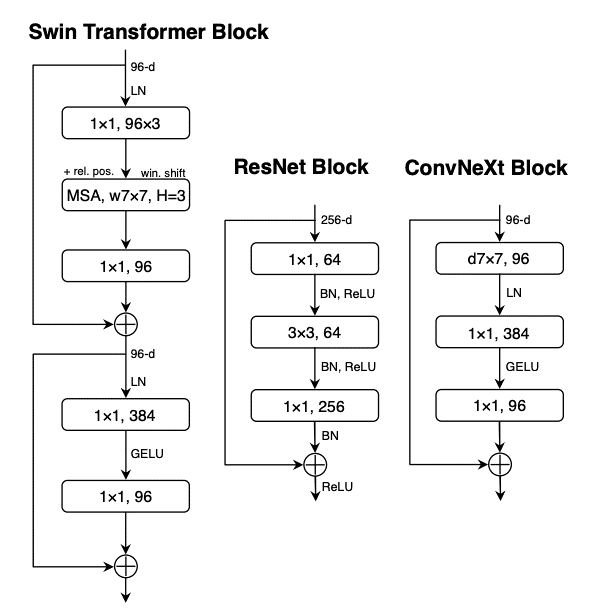 Swin Transformer Block
96-d
LN
1×1, 96×3
+ rel. pos.
win. shift
MSA, w7×7, H=3
1×1, 96
96-d
LN
1×1, 384
GELU
1×1, 96
ResNet Block
256-d
1×1, 64
BN, ReLU
3×3, 64
BN, ReLU
1×1, 256
BN
ReLU
ConvNeXt Block
96-d
d7×7, 96
LN
1×1, 384
GELU
1×1, 96